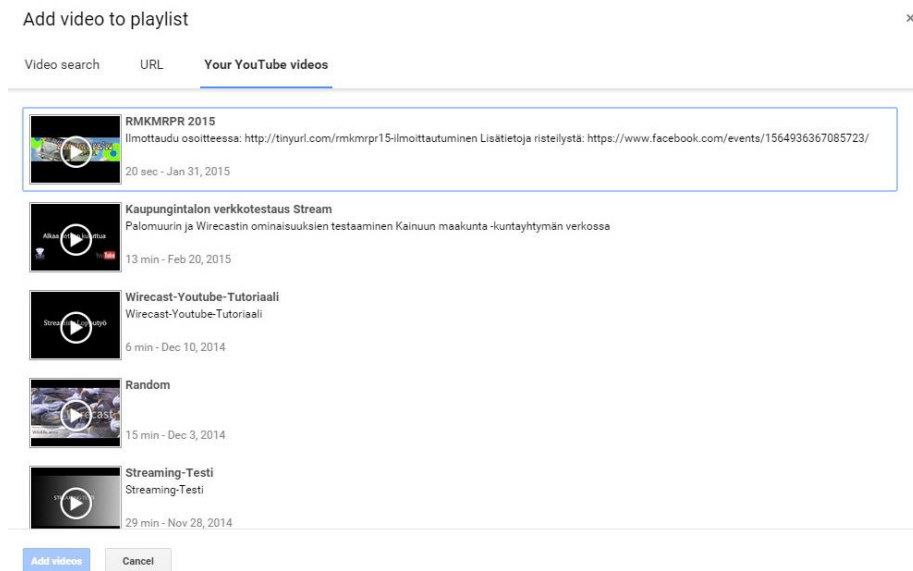 Add video to playlist
×
Video search URL Your YouTube videos
RMKMRPR 2015
Ilmottaudu osoitteessa: http://tinyurl.com/rmkmrpr15-ilmoittautuminen Lisätietoja risteilystä: https://www.facebook.com/events/1564936367085723/
20 sec - Jan 31, 2015
Kaupungintalon verkkotestaus Stream
Palomuurin ja Wirecastin ominaisuuksien testaaminen Kainuun maakunta -kuntayhtymän verkossa
Alkaa
13 min - Feb 20, 2015
Wirecast-Youtube-Tutoriaali
Wirecast-Youtube-Tutoriaali
6 min - Dec 10, 2014
Random
15 min - Dec 3, 2014
Streaming-Testi
Streaming-Testi
29 min - Nov 28, 2014
Add videos Cancel